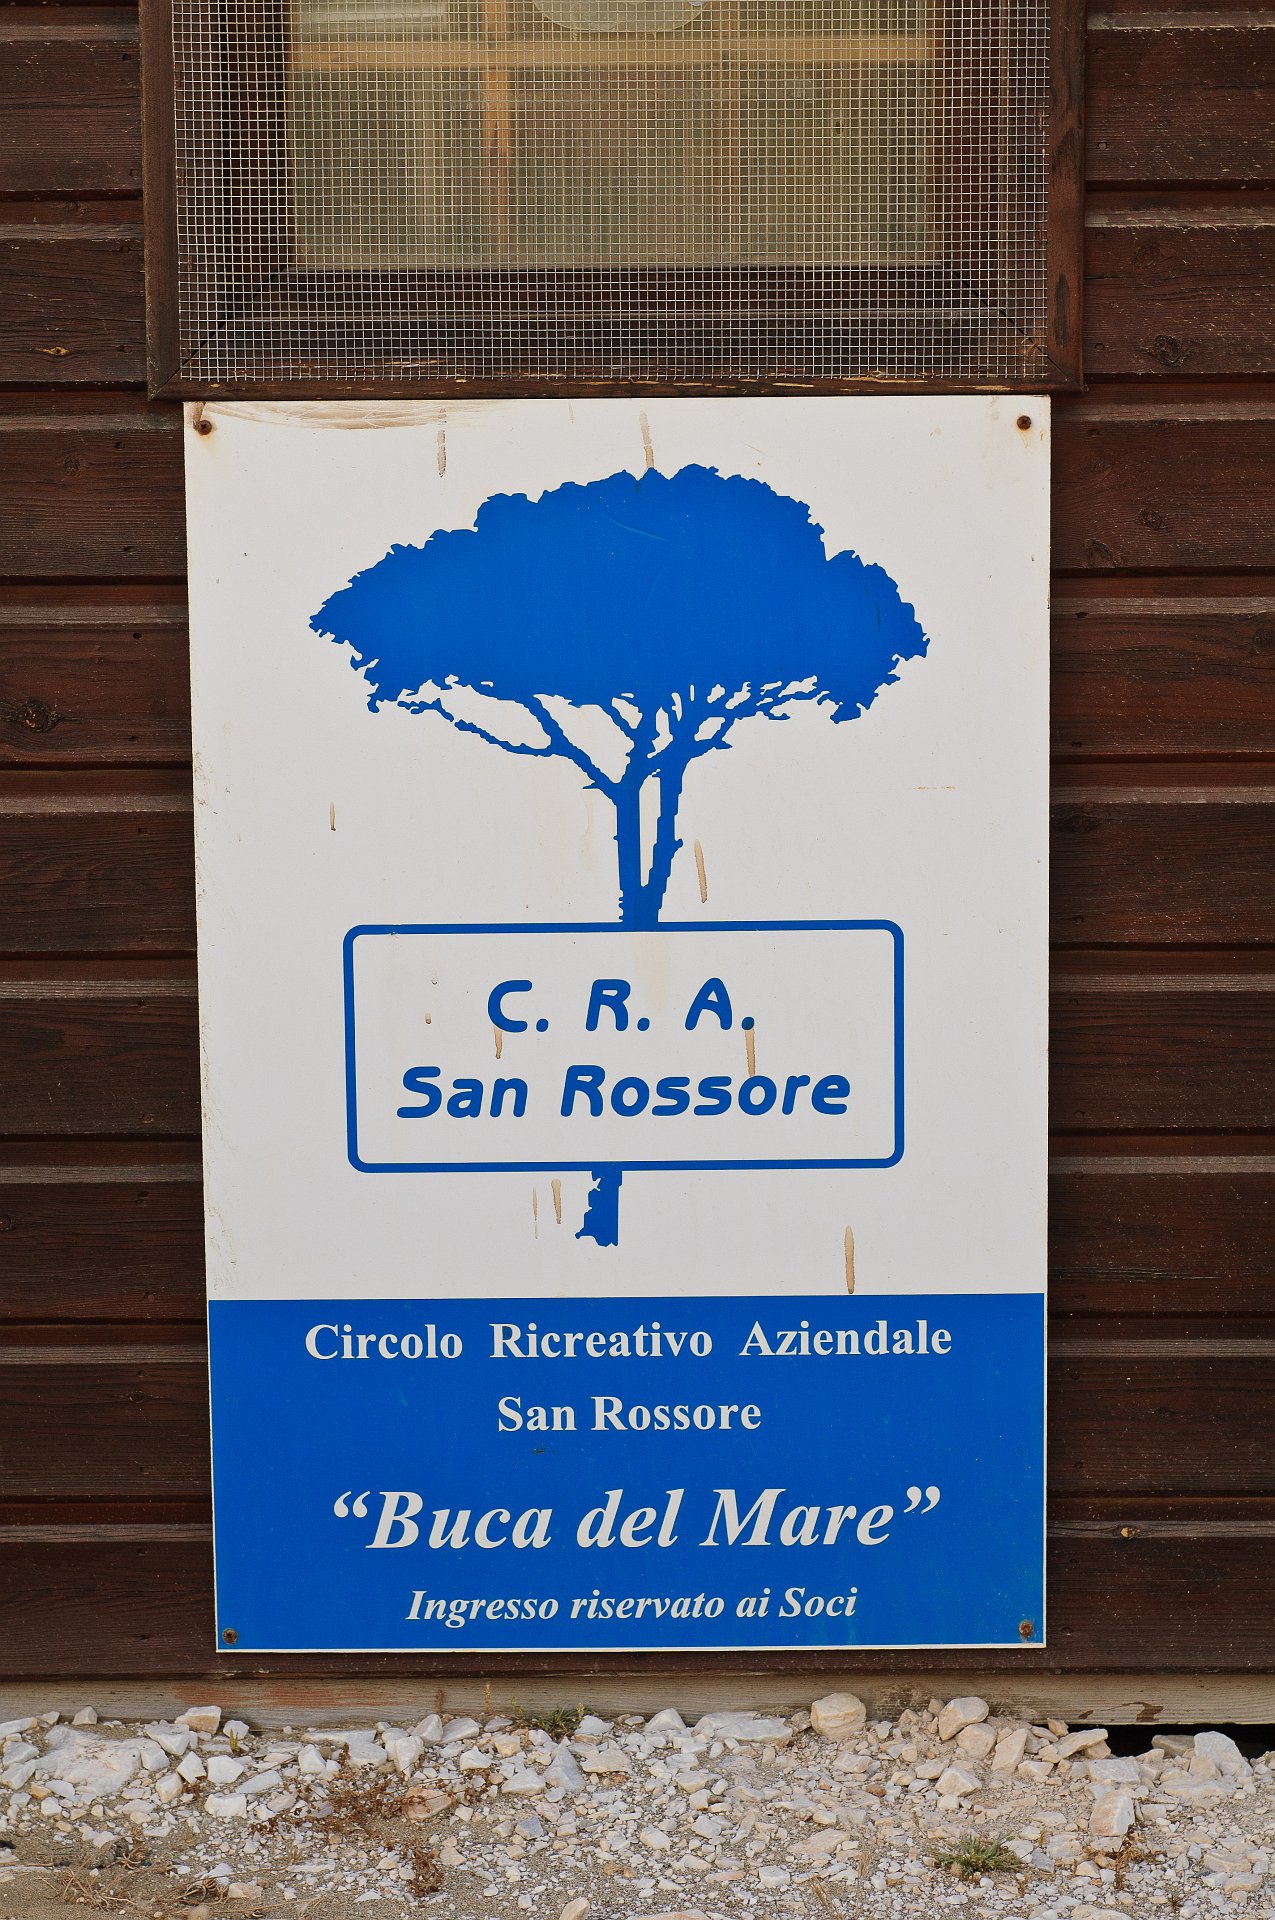 C. R. A.
San Rossore
Circolo Ricreativo Aziendale
San Rossore
“Buca del Mare”
Ingresso riservato ai Soci